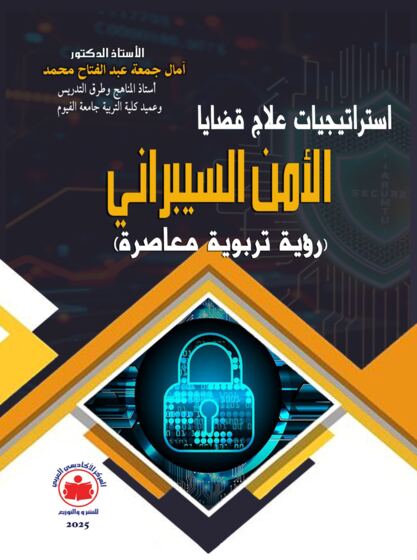 الأستاذ الدكتور
آمال جمعة عبد الفتاح محمد
أستاذ المناهج وطرق التدريس
وعميد كلية التربية جامعة الفيوم
استراتيجيات علاج قضايا
الأمن السيبراني
(رؤية تربوية معاصرة)
المركز الأكاديمي العربي
للنشر والتوزيع
2025